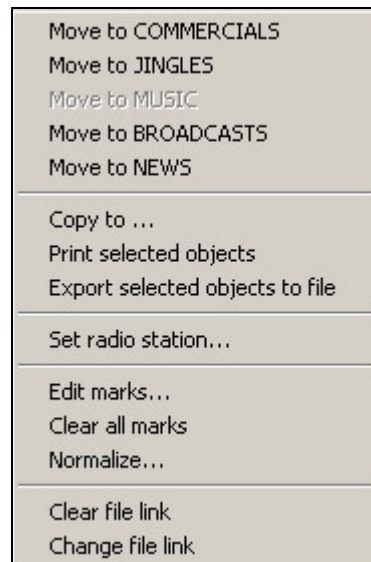 Move to COMMERCIALS
Move to JINGLES
Move to MUSIC
Move to BROADCASTS
Move to NEWS
Copy to ...
Print selected objects
Export selected objects to file
Set radio station...
Edit marks...
Clear all marks
Normalize...
Clear file link
Change file link